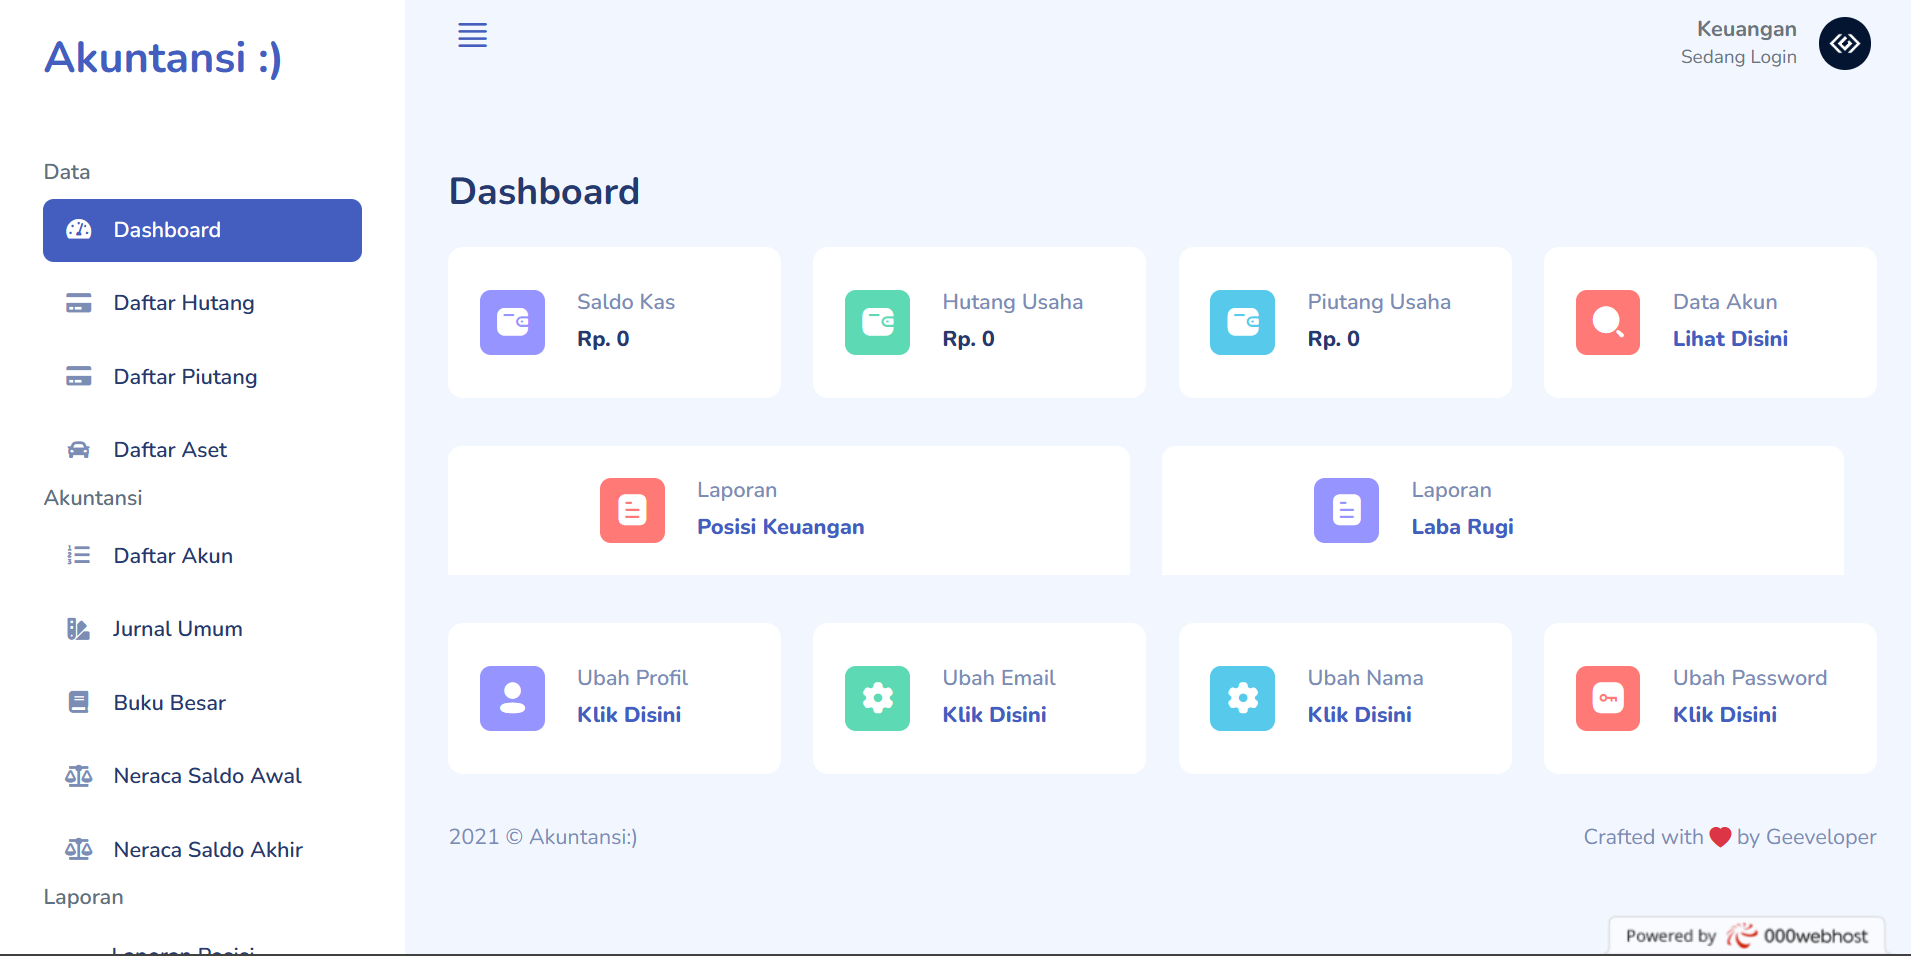 Akuntansi :)
Data
Dashboard
Daftar Hutang
Daftar Piutang
Daftar Aset
Akuntansi
Daftar Akun
Jurnal Umum
Buku Besar
Neraca Saldo Awal
Neraca Saldo Akhir
Laporan
Laporan Posisi
Keuangan
Sedang Login
Dashboard
Saldo Kas
Rp. 0
Hutang Usaha
Rp. 0
Piutang Usaha
Rp. 0
Data Akun
Lihat Disini
Laporan
Posisi Keuangan
Laporan
Laba Rugi
Ubah Profil
Klik Disini
Ubah Email
Klik Disini
Ubah Nama
Klik Disini
Ubah Password
Klik Disini
2021 © Akuntansi:)
Crafted with ❤ by Geeveloper
Powered by 000webhost